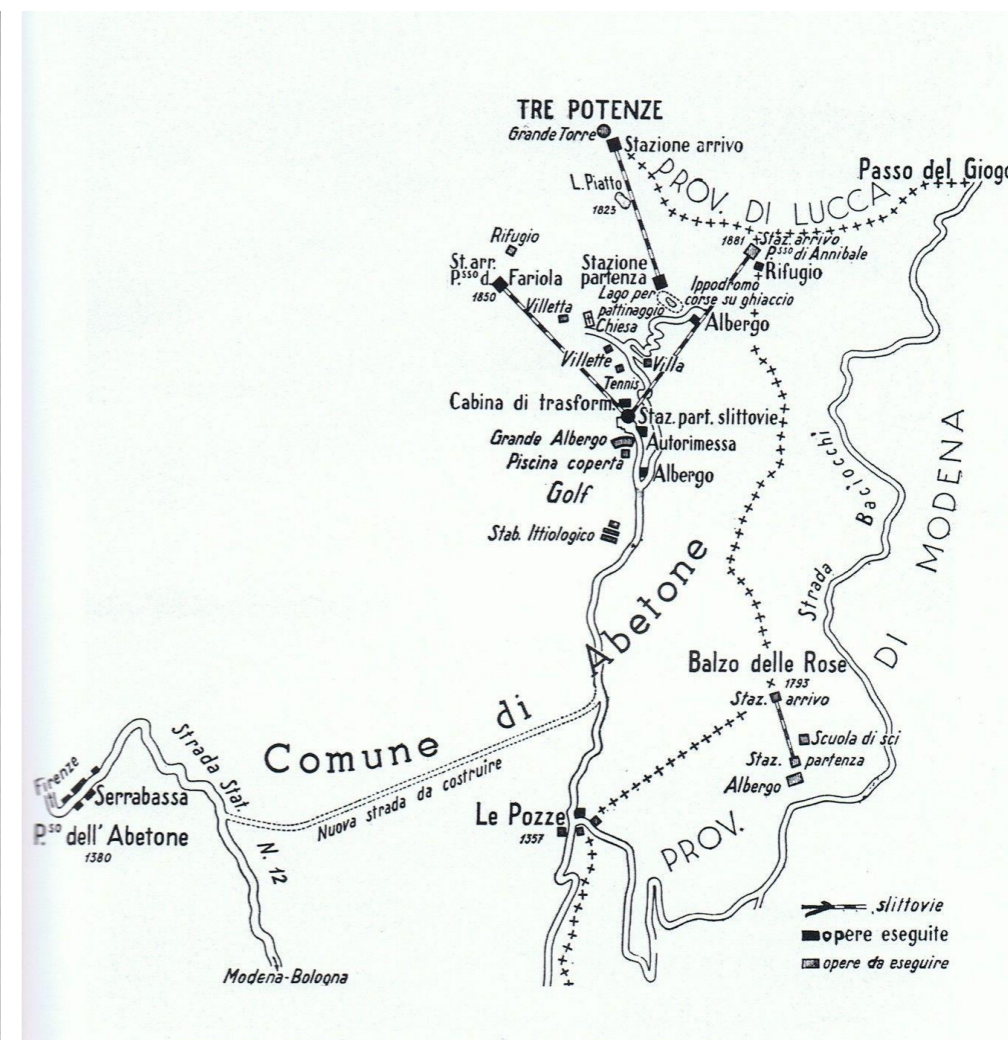 TRE POTENZE
Grande Torre
Stazione arrivo
Passo del Giogo
PROV. DI LUCCA
L. Piatto
1823
1881
Staz. arrivo
P.sso di Annibale
Rifugio
Rifugio
St. arr.
P.sso d. Fariola
1850
Stazione
partenza
Ippodromo
corse su ghiaccio
Lago per
pattinaggio
Villetta
Chiesa
Albergo
Villette
Villa
Tennis
Cabina di trasform.
Staz. part. slittovie
Grande Albergo
Autorimessa
Piscina coperta
Albergo
Golf
Stab. Ittiologico
Strada Baciocchi
PROV. DI MODENA
Comune di Abetone
Balzo delle Rose
1793
Staz. arrivo
Scuola di sci
Staz. partenza
Albergo
Strada Stat. N. 12
Firenze
Serrabassa
P.so dell'Abetone
1380
Nuova strada da costruire
Le Pozze
1357
Modena-Bologna
slittovie
opere eseguite
opere da eseguire